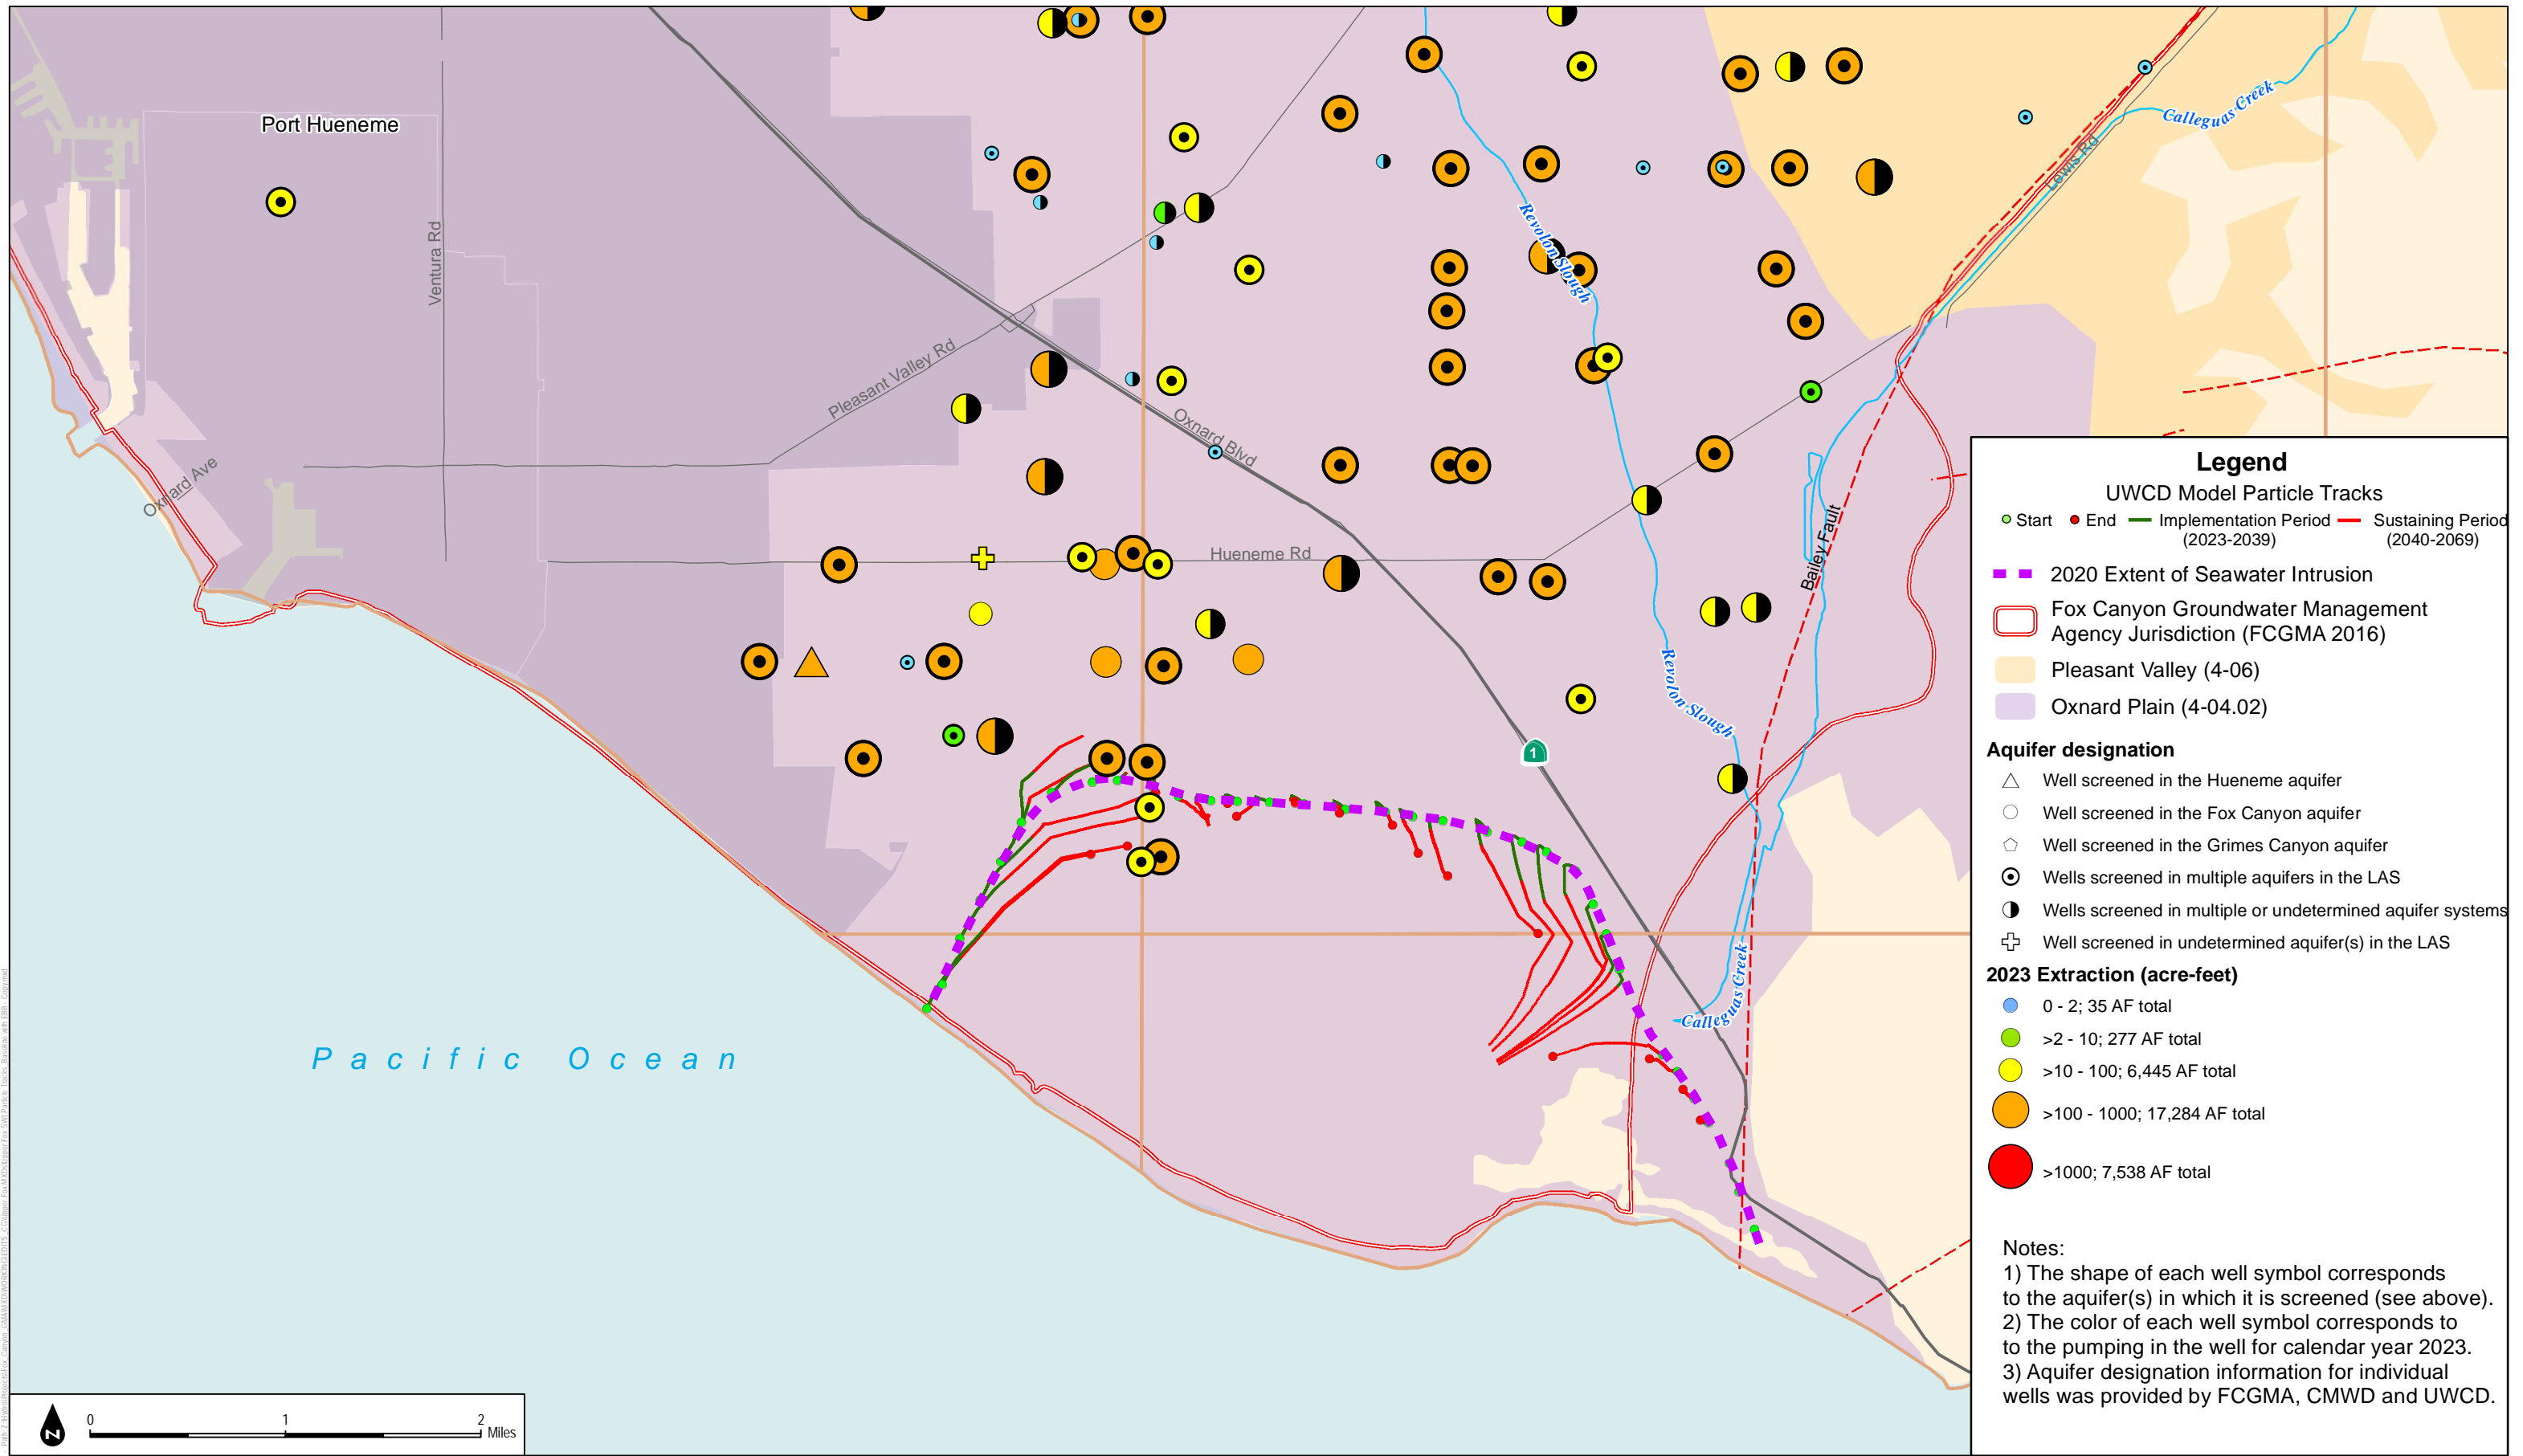 Port Hueneme
Ventura Rd
Oxnard Ave
Pleasant Valley Rd
Oxnard Blvd
Hueneme Rd
Revolon Slough
Revolon Slough
Calleguas Creek
Lewis Rd
Bailey Fault
1
Calleguas Creek
Pacific Ocean
N
0 1 2
Miles
Legend
UWCD Model Particle Tracks
Start End Implementation Period Sustaining Period
(2023-2039) (2040-2069)
2020 Extent of Seawater Intrusion
Fox Canyon Groundwater Management
Agency Jurisdiction (FCGMA 2016)
Pleasant Valley (4-06)
Oxnard Plain (4-04.02)
Aquifer designation
Well screened in the Hueneme aquifer
Well screened in the Fox Canyon aquifer
Well screened in the Grimes Canyon aquifer
Wells screened in multiple aquifers in the LAS
Wells screened in multiple or undetermined aquifer systems
Well screened in undetermined aquifer(s) in the LAS
2023 Extraction (acre-feet)
0 - 2; 35 AF total
>2 - 10; 277 AF total
>10 - 100; 6,445 AF total
>100 - 1000; 17,284 AF total
>1000; 7,538 AF total
Notes:
1) The shape of each well symbol corresponds
to the aquifer(s) in which it is screened (see above).
2) The color of each well symbol corresponds to
to the pumping in the well for calendar year 2023.
3) Aquifer designation information for individual
wells was provided by FCGMA, CMWD and UWCD.